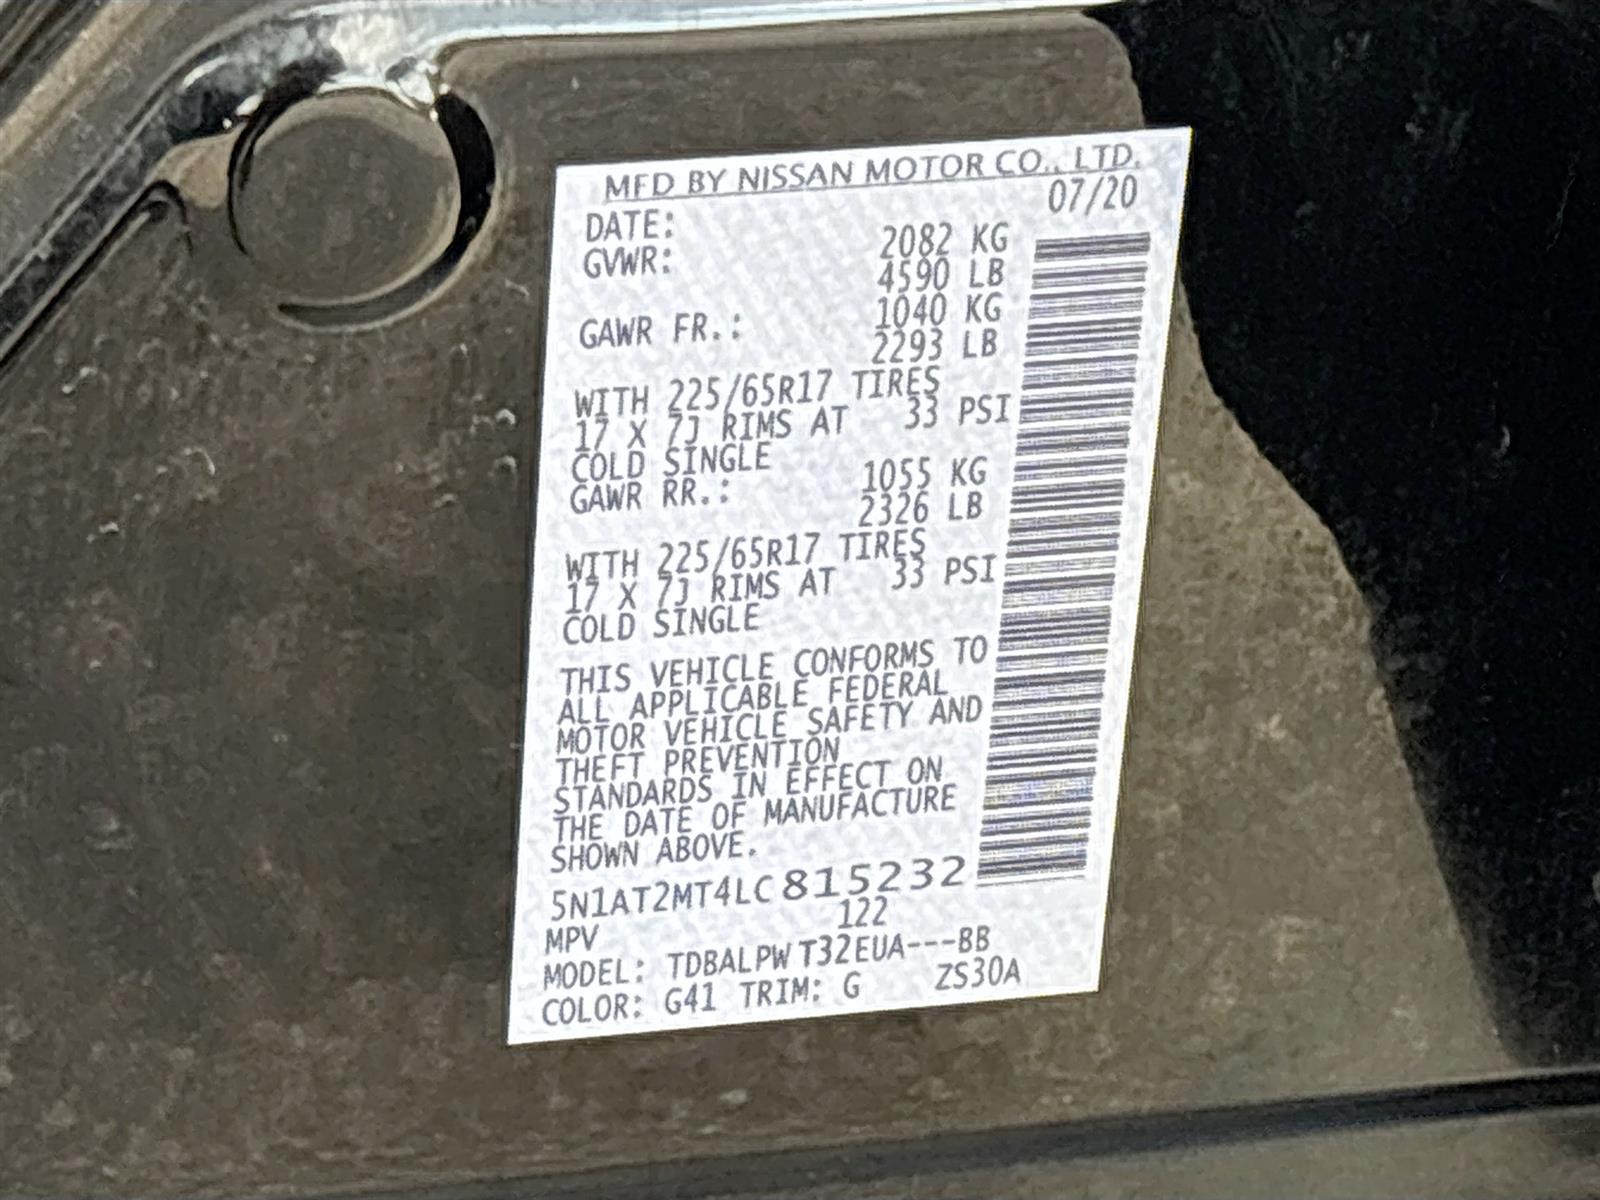 MFD BY NISSAN MOTOR CO., LTD.
DATE: 07/20
GVWR: 2082 KG
4590 LB
GAWR FR.: 1040 KG
2293 LB
WITH 225/65R17 TIRES
17 X 7J RIMS AT 33 PSI
COLD SINGLE
GAWR RR.: 1055 KG
2326 LB
WITH 225/65R17 TIRES
17 X 7J RIMS AT 33 PSI
COLD SINGLE
THIS VEHICLE CONFORMS TO
ALL APPLICABLE FEDERAL
MOTOR VEHICLE SAFETY AND
THEFT PREVENTION
STANDARDS IN EFFECT ON
THE DATE OF MANUFACTURE
SHOWN ABOVE.
5N1AT2MT4LC815232
MPV 122
MODEL: TDBALPW T32EUA---BB
COLOR: G41 TRIM: G ZS30A